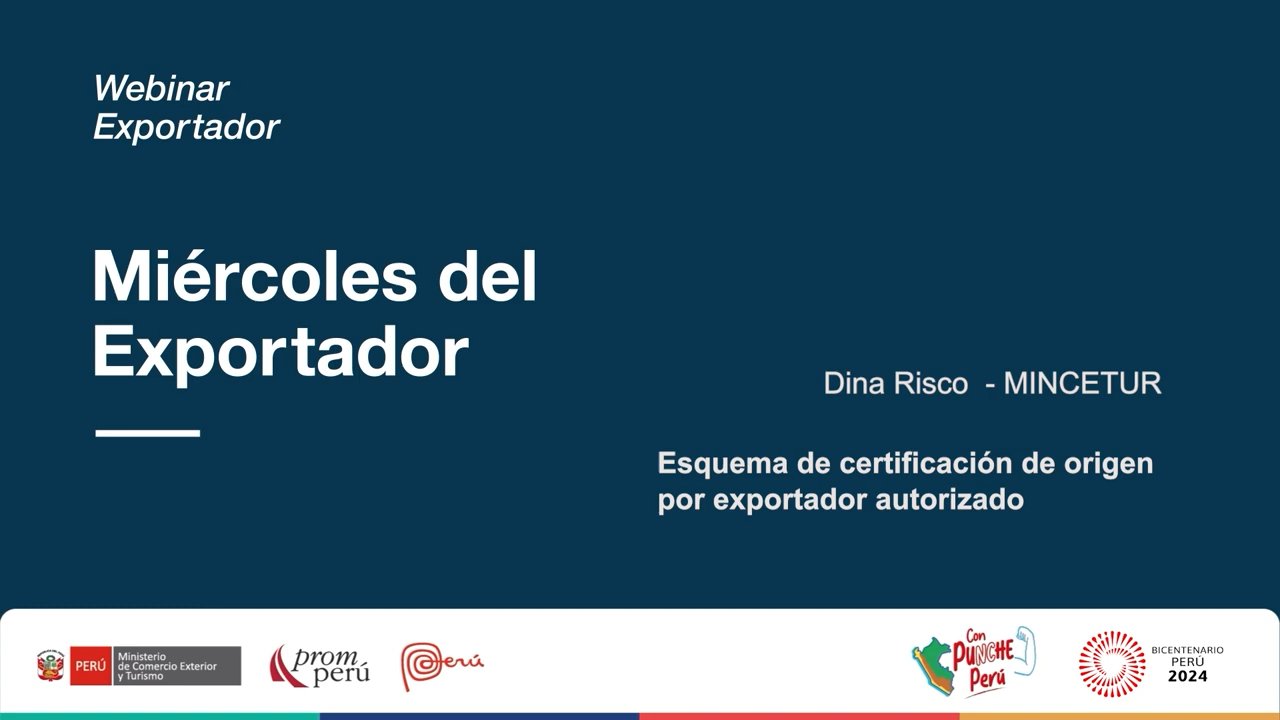 Webinar
Exportador
Miércoles del
Exportador
Dina Risco - MINCETUR
Esquema de certificación de origen
por exportador autorizado
PERÚ
Ministerio
de Comercio Exterior
y Turismo
prom
perú
Perú
Con
PUNCHE
Perú
BICENTENARIO
PERÚ
2024